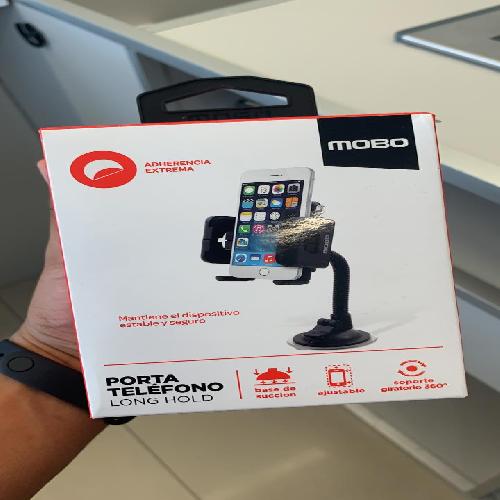 MOBO
ADHERENCIA
EXTREMA
MOBO
Mantiene el dispositivo
estable y seguro
PORTA
TELÉFONO
LONG HOLD
base de
succión
ajustable
soporte
giratorio 360°